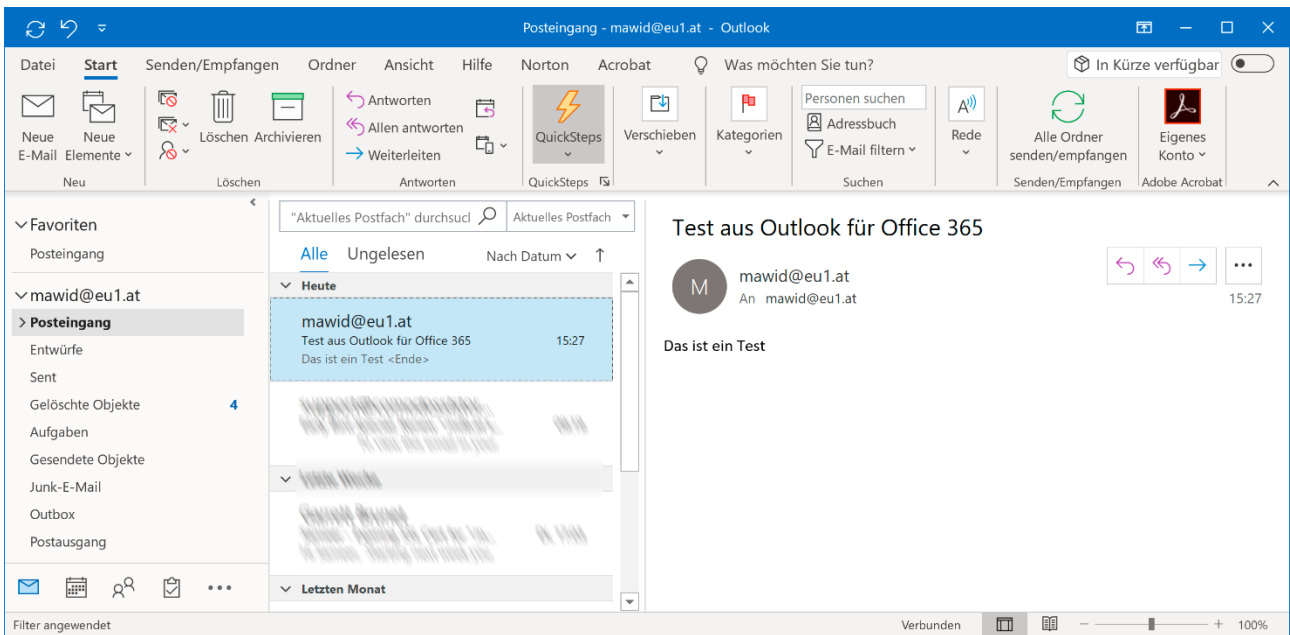 Posteingang - mawid@eu1.at - Outlook
Datei Start Senden/Empfangen Ordner Ansicht Hilfe Norton Acrobat Was möchten Sie tun? In Kürze verfügbar
Neue E-Mail
Neue Elemente
Neu
Löschen
Archivieren
Löschen
Antworten
Allen antworten
Weiterleiten
Antworten
QuickSteps
QuickSteps
Verschieben
Kategorien
Personen suchen
Adressbuch
E-Mail filtern
Suchen
A
Rede
Alle Ordner
senden/empfangen
Senden/Empfangen
Eigenes
Konto
Adobe Acrobat
Favoriten
Posteingang
mawid@eu1.at
Posteingang
Entwürfe
Sent
Gelöschte Objekte 4
Aufgaben
Gesendete Objekte
Junk-E-Mail
Outbox
Postausgang
"Aktuelles Postfach" durchsucl Aktuelles Postfach
Alle Ungelesen Nach Datum
Heute
mawid@eu1.at
Test aus Outlook für Office 365 15:27
Das ist ein Test <Ende>
Letzten Monat
Test aus Outlook für Office 365
M
mawid@eu1.at
An mawid@eu1.at
15:27
Das ist ein Test
Filter angewendet Verbunden 100%